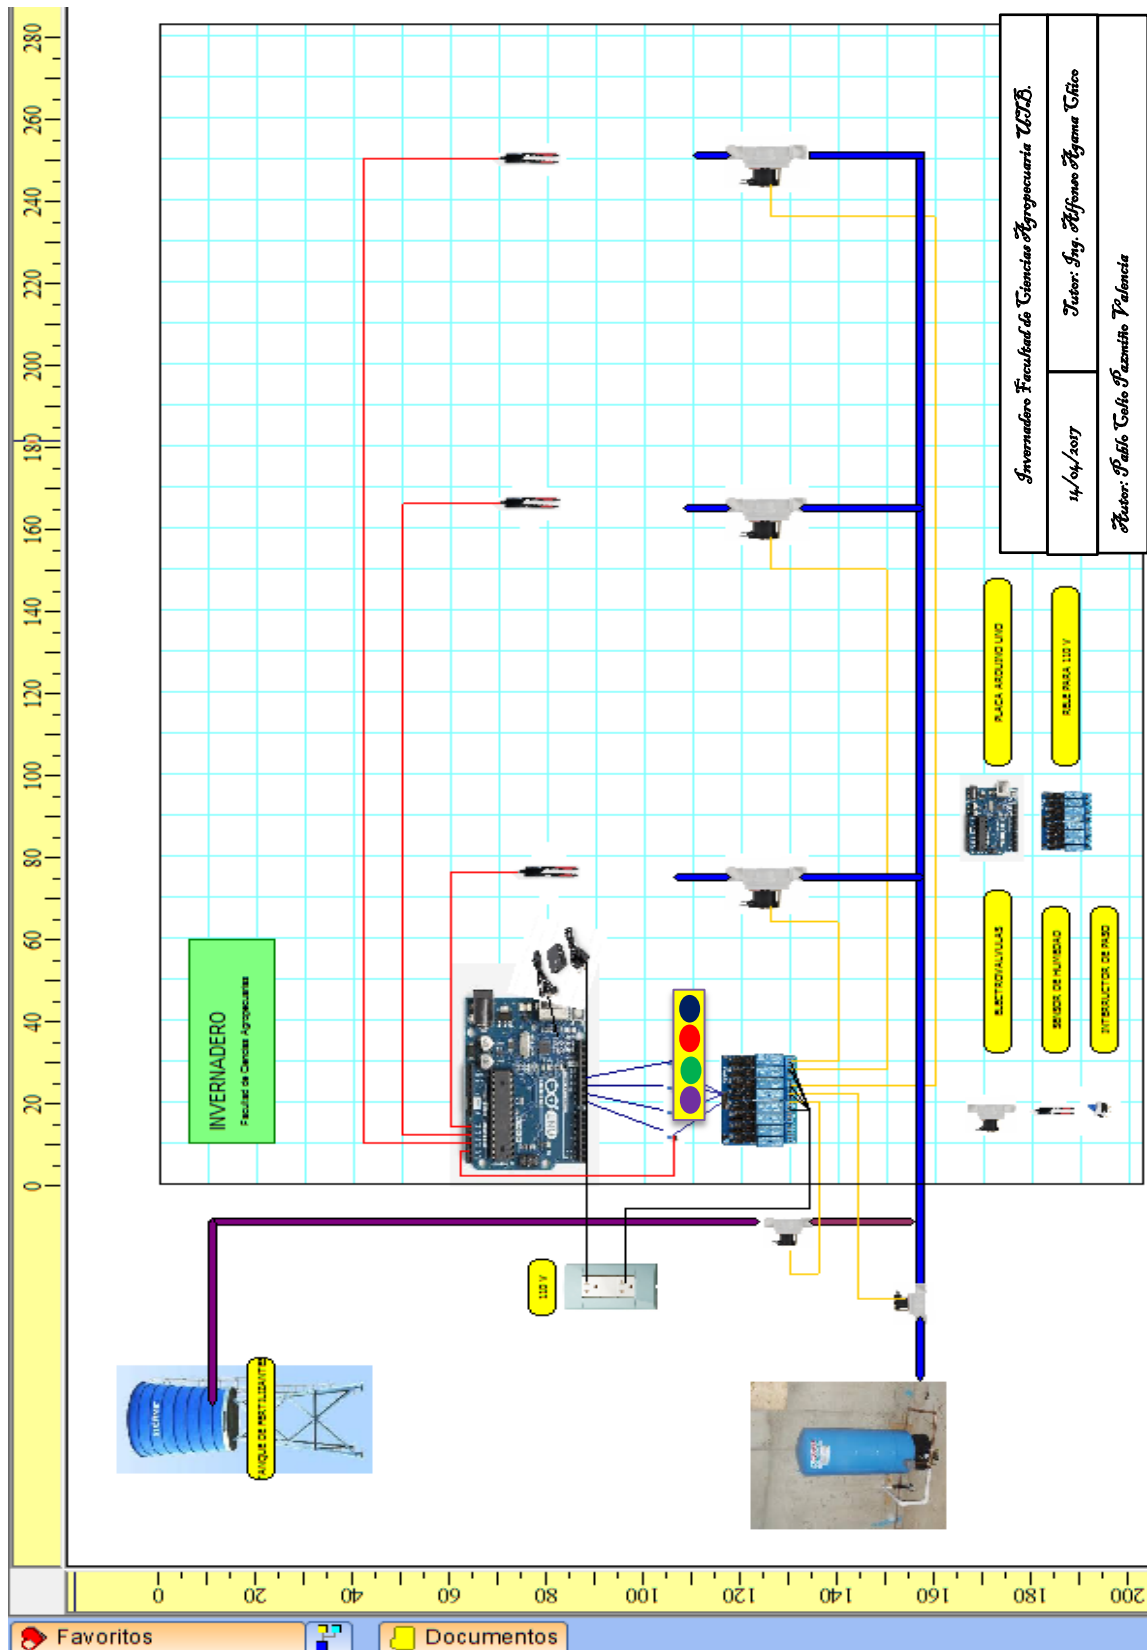 280
260
240
220
200
180
160
140
120
100
80
60
40
20
0
Invernadero Facultad de Ciencias Agropecuaria U.T.B.
14/04/2017
Tutor: Ing. Alfonso Agama Chico
Autor: Pablo Celio Pazmiño Valencia
PLACA ARDUINO UNO
RELE PARA 110 V
ELECTROVALVULAS
SENSOR DE HUMEDAD
INTERRUCTOR DE PASO
INVERNADERO
Facultad de Ciencias Agropecuarias
UNO
110 V
TANQUE DE FERTILIZANTES
0
20
40
60
80
100
120
140
160
180
200
Favoritos
Documentos